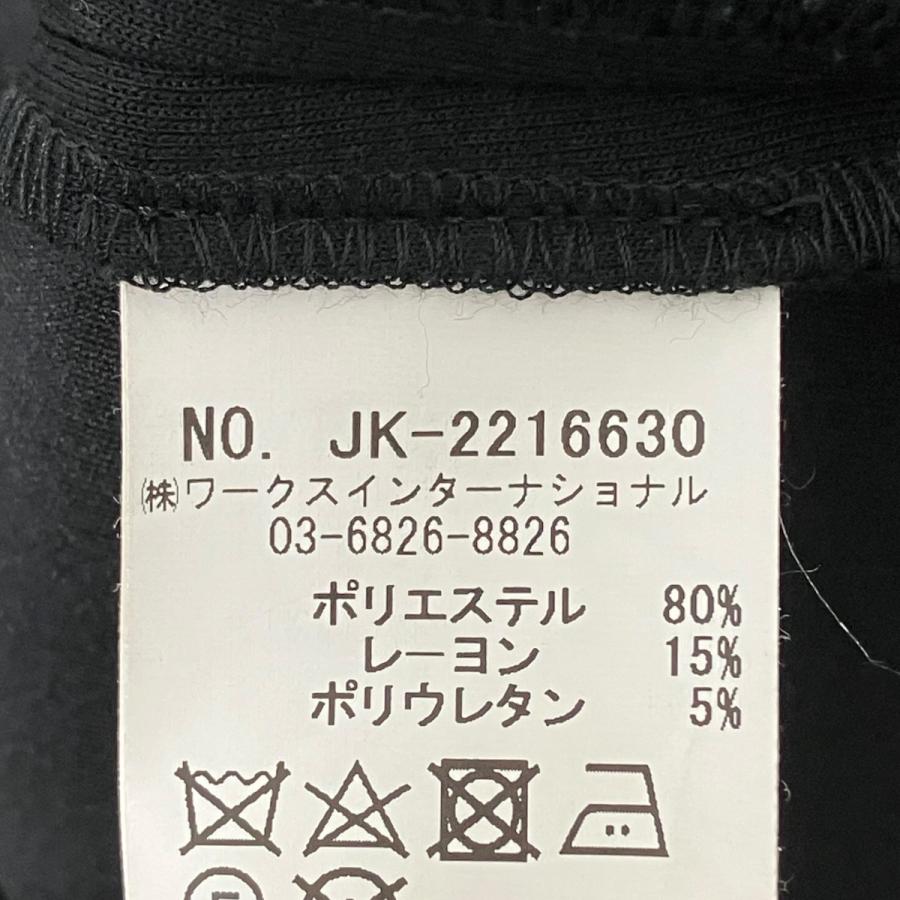 NO. JK-2216630
㈱ワークスインターナショナル
03-6826-8826
ポリエステル 80%
レーヨン 15%
ポリウレタン 5%